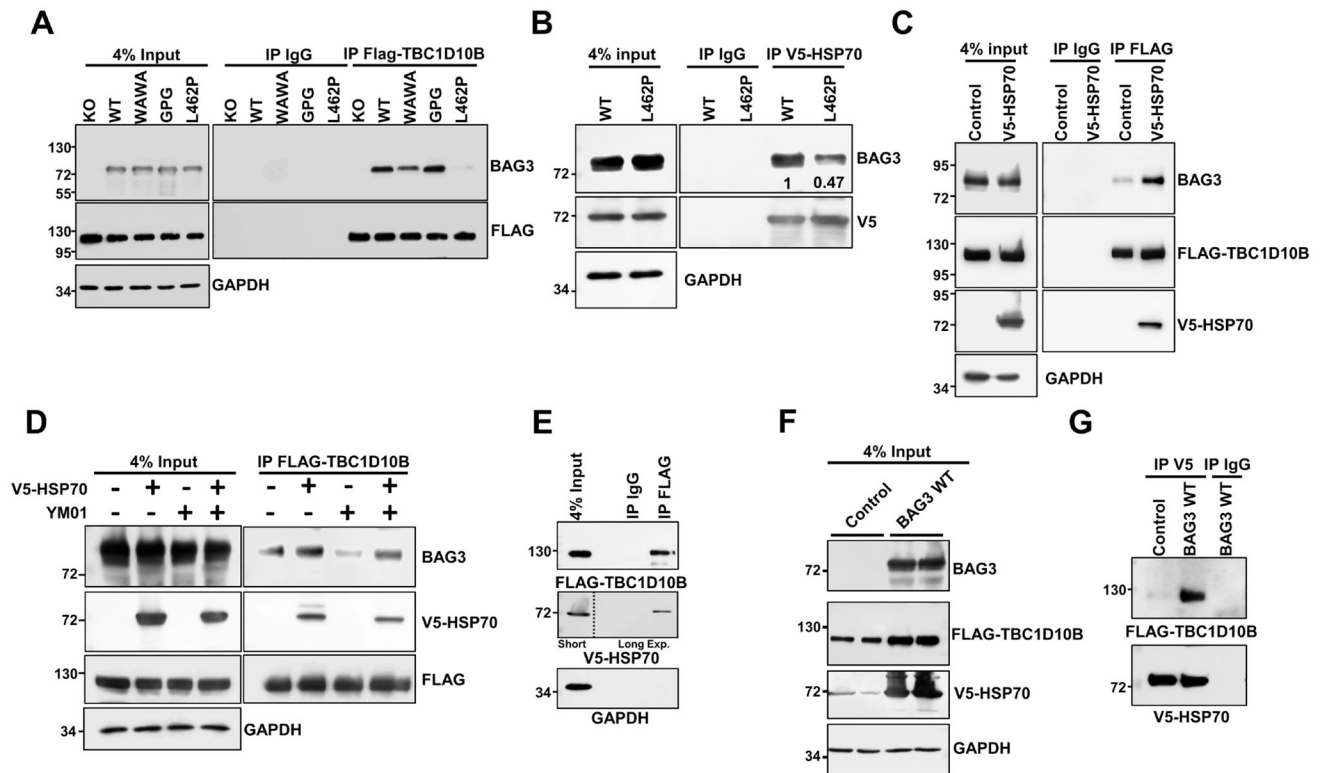 A
4% Input
IP IgG
IP Flag-TBC1D10B
KO
WT
WAWA
GPG
L462P
KO
WT
WAWA
GPG
L462P
KO
WT
WAWA
GPG
L462P
130
72
55
BAG3
130
95
FLAG
34
GAPDH
B
4% input
IP IgG
IP V5-HSP70
WT
L462P
WT
L462P
WT
L462P
72
BAG3
1 0.47
72
V5
34
GAPDH
C
4% input
IP IgG
IP FLAG
Control
V5-HSP70
Control
V5-HSP70
Control
V5-HSP70
95
72
BAG3
130
95
FLAG-TBC1D10B
95
72
V5-HSP70
34
GAPDH
D
4% Input
IP FLAG-TBC1D10B
V5-HSP70 - + - + - + - +
YM01 - - + + - - + +
72
BAG3
72
V5-HSP70
130
FLAG
34
GAPDH
E
4% Input
IP IgG
IP FLAG
130
FLAG-TBC1D10B
72
Short Long Exp.
V5-HSP70
34
GAPDH
F
4% Input
Control
BAG3 WT
72
BAG3
130
FLAG-TBC1D10B
72
V5-HSP70
34
GAPDH
G
IP V5
IP IgG
Control
BAG3 WT
BAG3 WT
130
FLAG-TBC1D10B
72
V5-HSP70